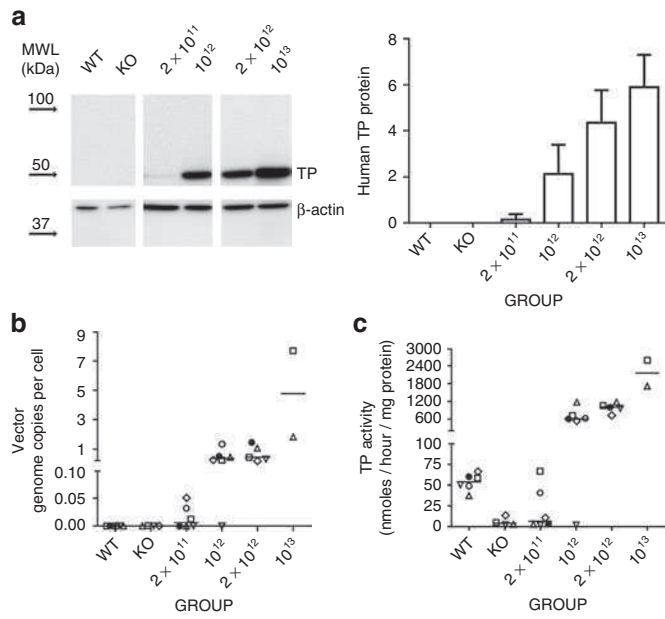 a
MWL
(kDa)
WT
KO
2 × 10¹¹
10¹²
2 × 10¹²
10¹³
100
50
37
TP
β-actin
Human TP protein
8
6
4
2
0
WT
KO
2 × 10¹¹
10¹²
2 × 10¹²
10¹³
GROUP
b
Vector
genome copies per cell
9
7
5
3
1
0.10
0.05
0.00
WT
KO
2 × 10¹¹
10¹²
2 × 10¹²
10¹³
GROUP
c
TP activity
(nmoles / hour / mg protein)
3000
2400
1800
1200
600
100
75
50
25
0
WT
KO
2 × 10¹¹
10¹²
2 × 10¹²
10¹³
GROUP